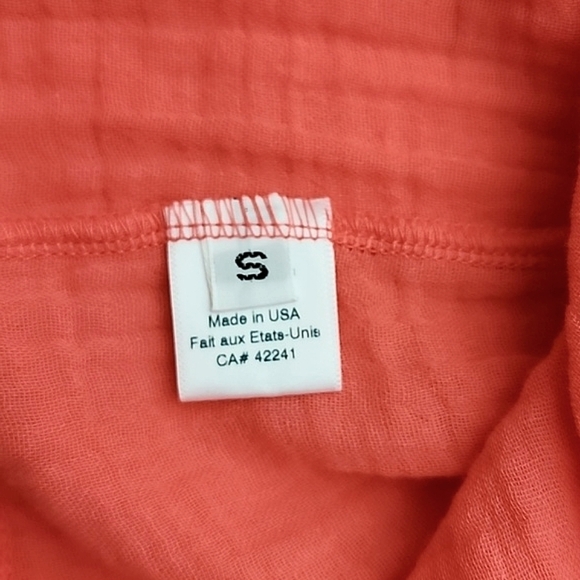 S
Made in USA
Fait aux Etats-Unis
CA# 42241